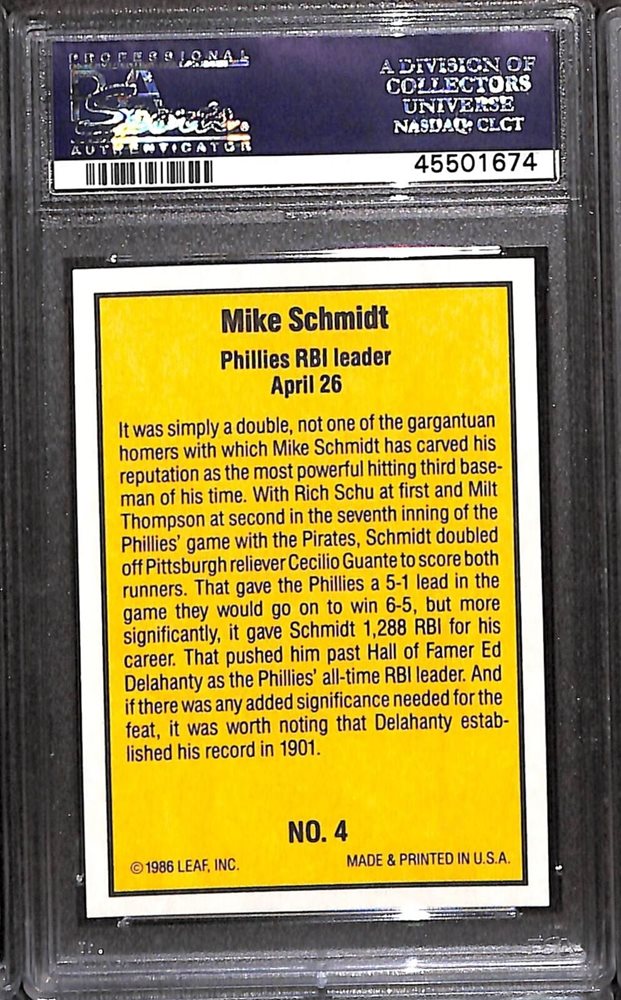 PROFESSIONAL
PSA
Sports
AUTHENTICATOR
A DIVISION OF
COLLECTORS
UNIVERSE
NASDAQ: CLCT
45501674
Mike Schmidt
Phillies RBI leader
April 26
It was simply a double, not one of the gargantuan
homers with which Mike Schmidt has carved his
reputation as the most powerful hitting third base-
man of his time. With Rich Schu at first and Milt
Thompson at second in the seventh inning of the
Phillies' game with the Pirates, Schmidt doubled
off Pittsburgh reliever Cecilio Guante to score both
runners. That gave the Phillies a 5-1 lead in the
game they would go on to win 6-5, but more
significantly, it gave Schmidt 1,288 RBI for his
career. That pushed him past Hall of Famer Ed
Delahanty as the Phillies' all-time RBI leader. And
if there was any added significance needed for the
feat, it was worth noting that Delahanty estab-
lished his record in 1901.
NO. 4
© 1986 LEAF, INC.
MADE & PRINTED IN U.S.A.